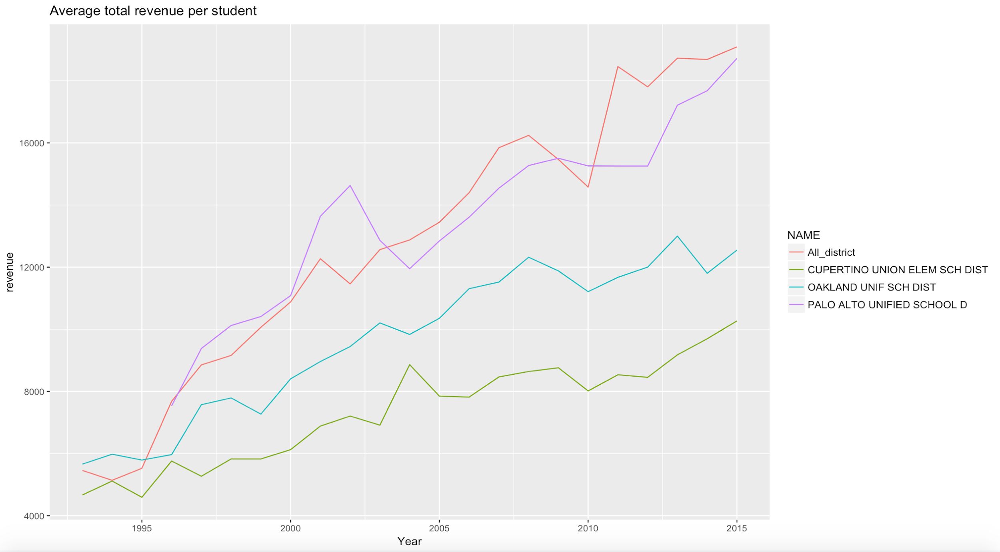 Average total revenue per student
revenue
16000
12000
8000
4000
1995
2000
2005
2010
2015
Year
NAME
All_district
CUPERTINO UNION ELEM SCH DIST
OAKLAND UNIF SCH DIST
PALO ALTO UNIFIED SCHOOL D